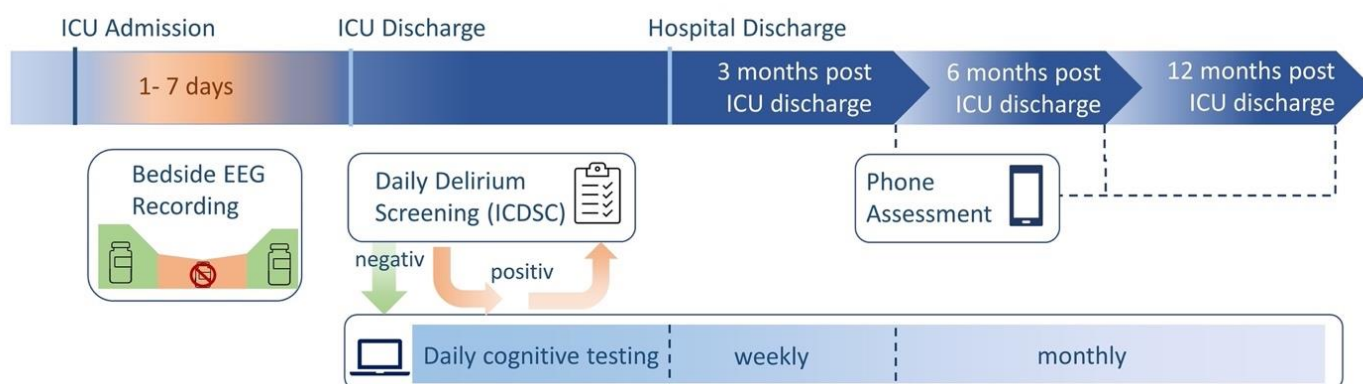 ICU Admission
ICU Discharge
Hospital Discharge
1- 7 days
3 months post
ICU discharge
6 months post
ICU discharge
12 months post
ICU discharge
Bedside EEG
Recording
Daily Delirium
Screening (ICDSC)
Phone
Assessment
negativ
positiv
Daily cognitive testing
weekly
monthly